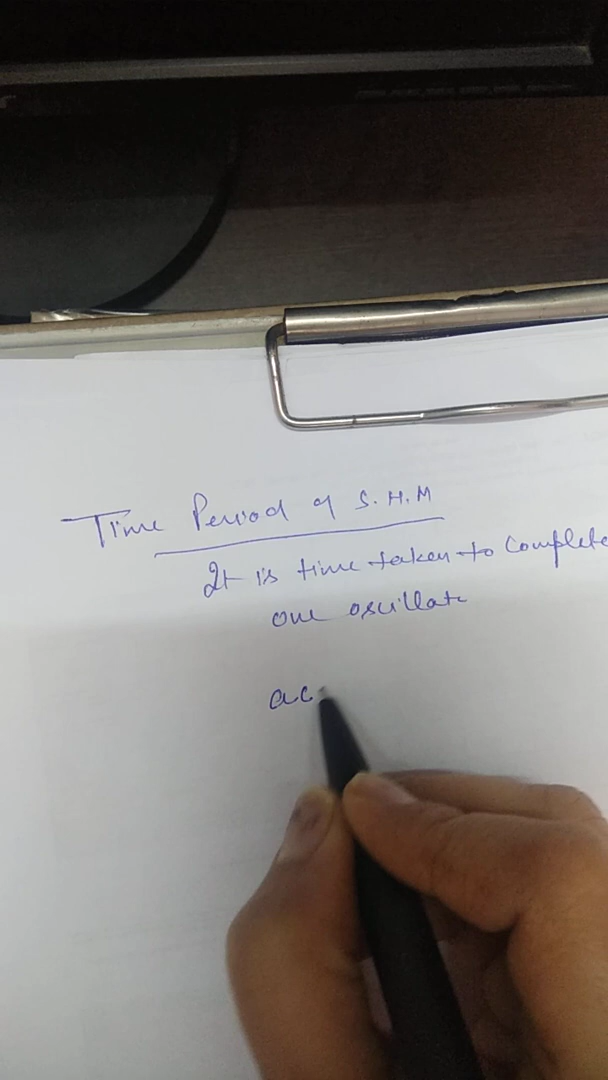 Time Period of S.H.M
It is time taken to complete
one oscillate
ac